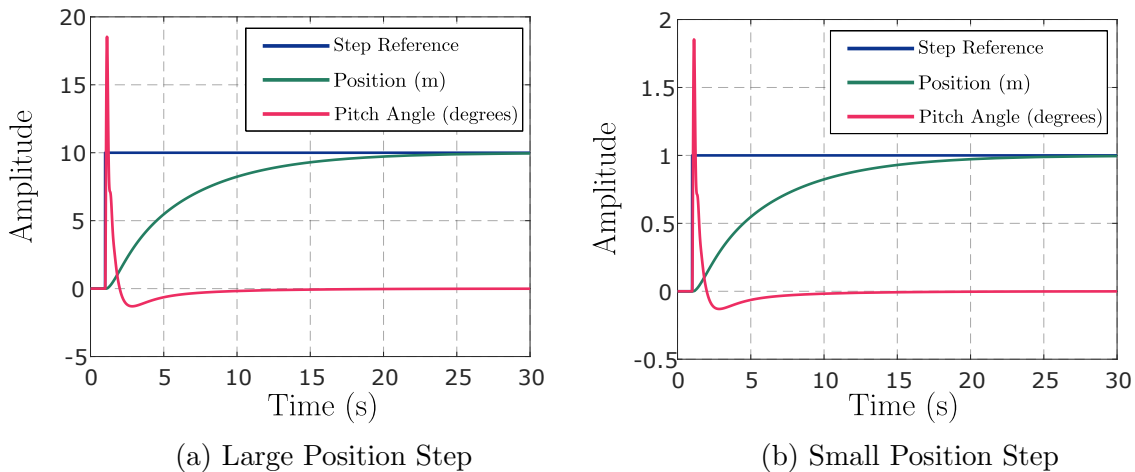 20
15
10
5
0
-5
Amplitude
Step Reference
Position (m)
Pitch Angle (degrees)
0 5 10 15 20 25 30
Time (s)
(a) Large Position Step
2
1.5
1
0.5
0
-0.5
Amplitude
Step Reference
Position (m)
Pitch Angle (degrees)
0 5 10 15 20 25 30
Time (s)
(b) Small Position Step